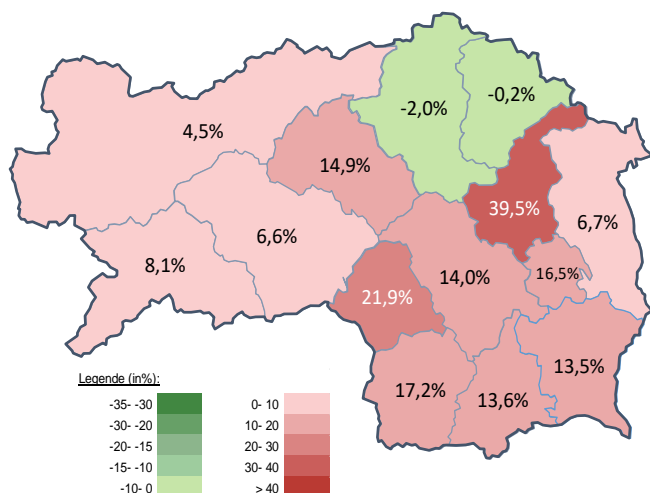 -2,0%
-0,2%
4,5%
14,9%
39,5%
6,7%
6,6%
8,1%
14,0%
16,5%
21,9%
13,5%
17,2%
13,6%
Legende (in%):
-35- -30 0- 10
-30- -20 10- 20
-20- -15 20- 30
-15- -10 30- 40
-10- 0 > 40